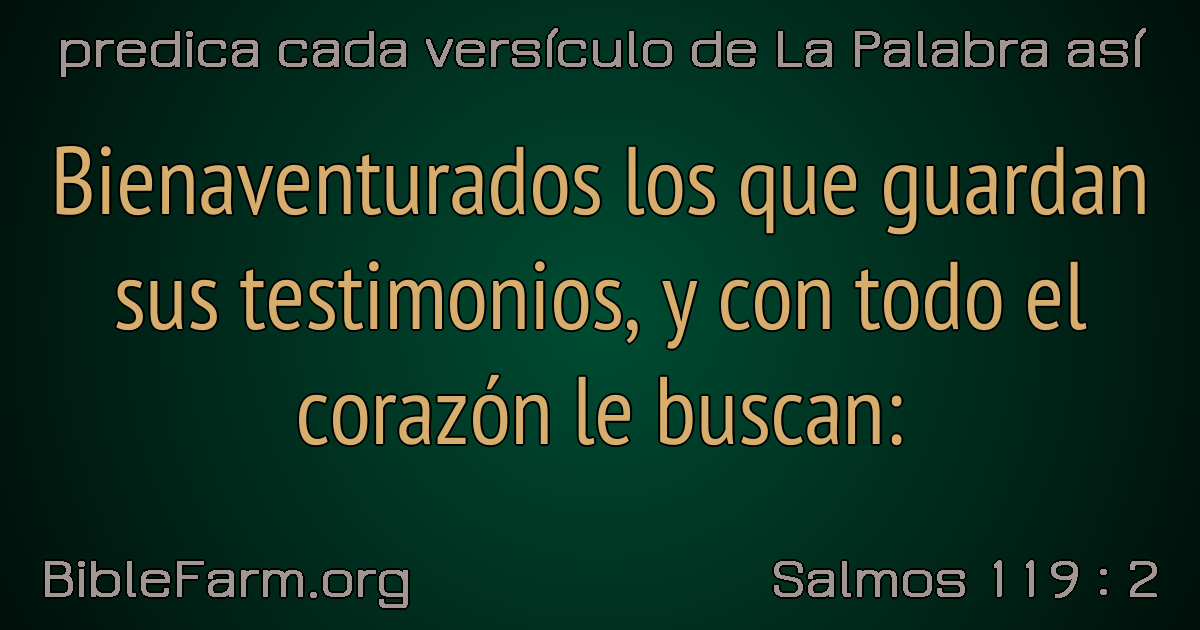 predica cada versículo de La Palabra así
Bienaventurados los que guardan
sus testimonios, y con todo el
corazón le buscan:
BibleFarm.org
Salmos 119 : 2